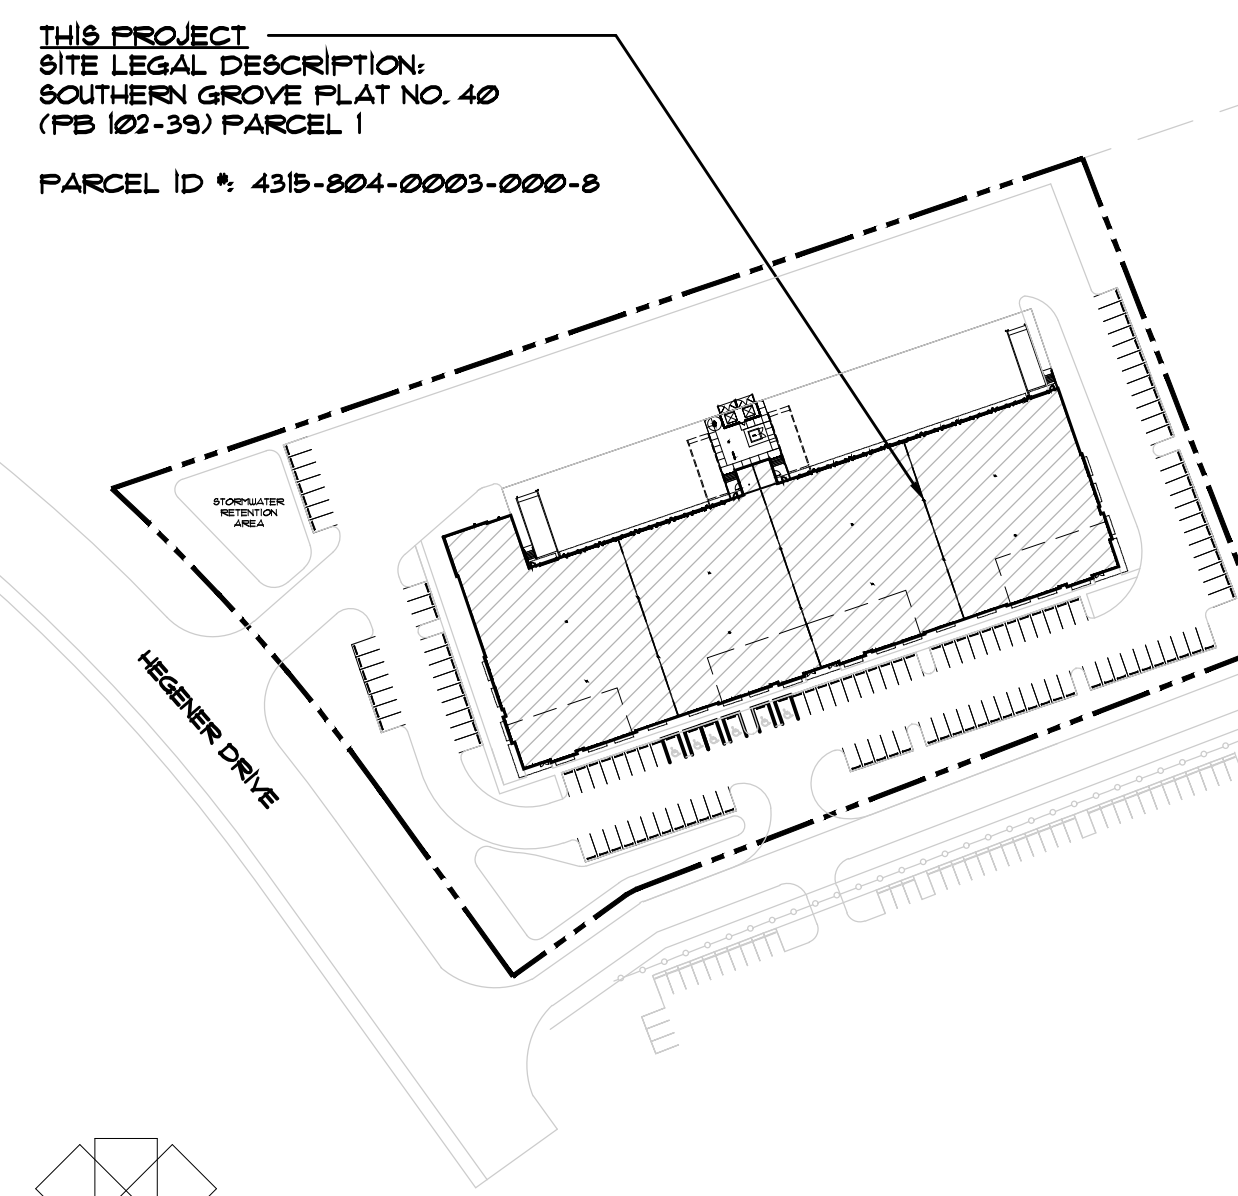 THIS PROJECT
SITE LEGAL DESCRIPTION:
SOUTHERN GROVE PLAT NO. 40
(PB 102-39) PARCEL 1
PARCEL ID #: 4315-804-0003-000-8
STORMWATER
RETENTION
AREA
HEGENER DRIVE